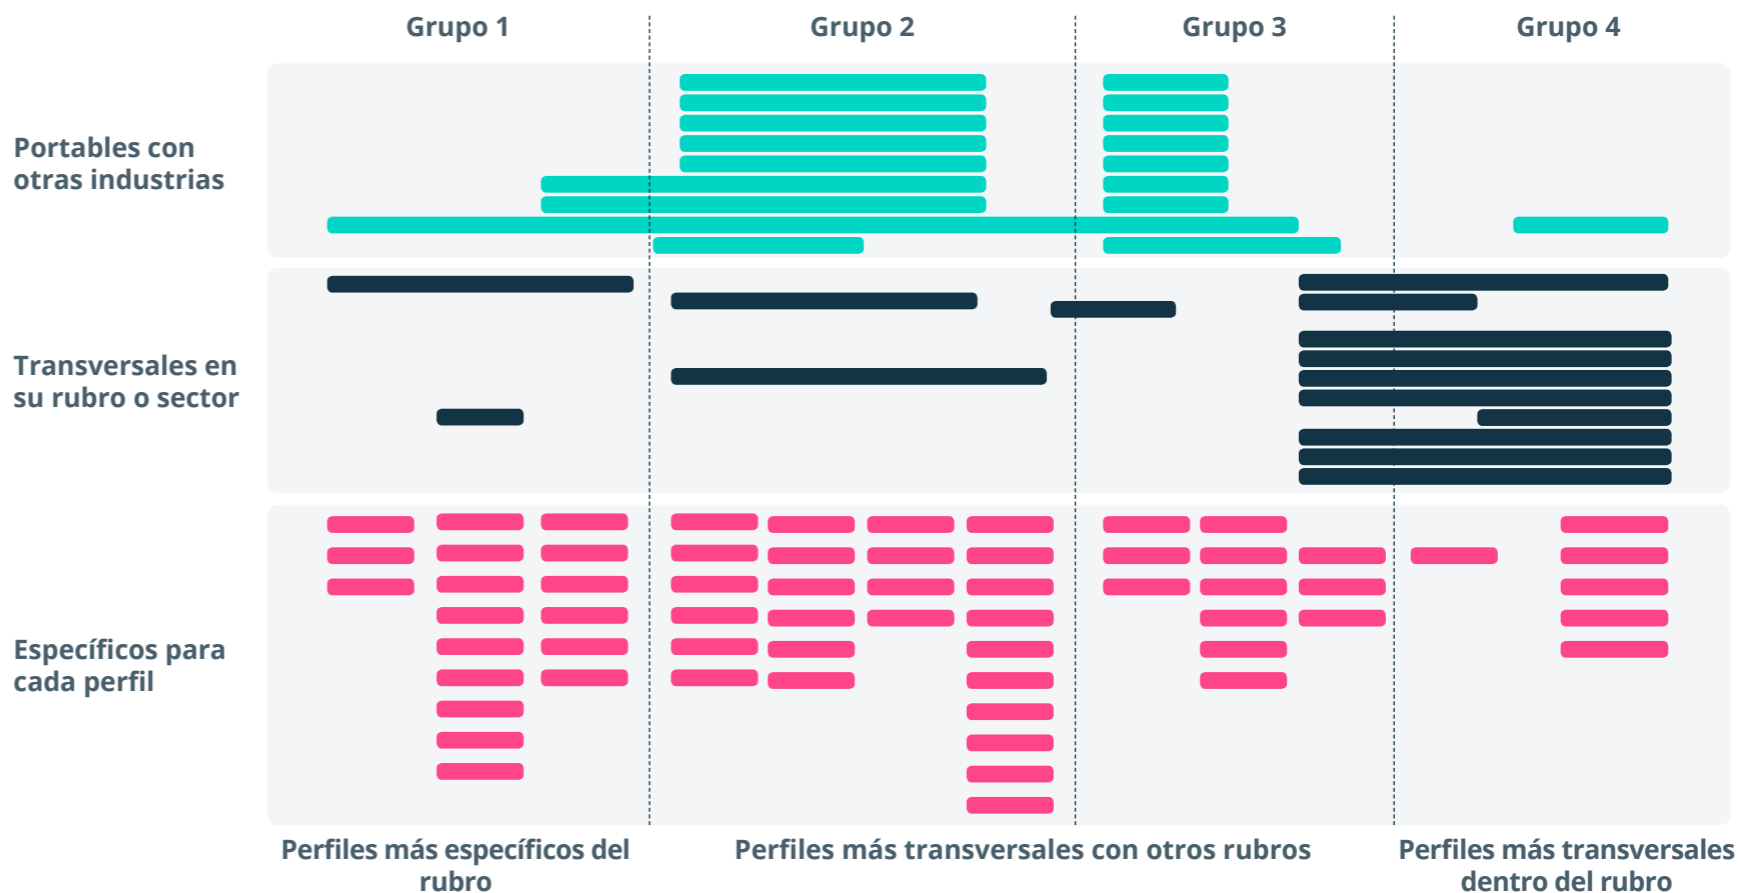 Grupo 1
Grupo 2
Grupo 3
Grupo 4
Portables con
otras industrias
Transversales en
su rubro o sector
Específicos para
cada perfil
Perfiles más específicos del
rubro
Perfiles más transversales con otros rubros
Perfiles más transversales
dentro del rubro